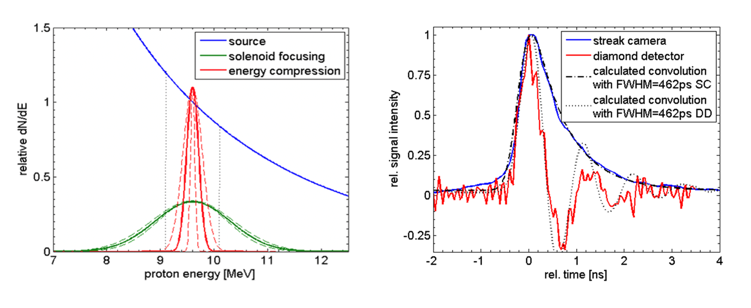 1.5
1
0.5
0
7
8
9
10
11
12
relative dN/dE
proton energy [MeV]
source
solenoid focusing
energy compression
1
0.75
0.5
0.25
0
-0.25
-2
-1
0
1
2
3
4
rel. signal intensity
rel. time [ns]
streak camera
diamond detector
calculated convolution
with FWHM=462ps SC
calculated convolution
with FWHM=462ps DD